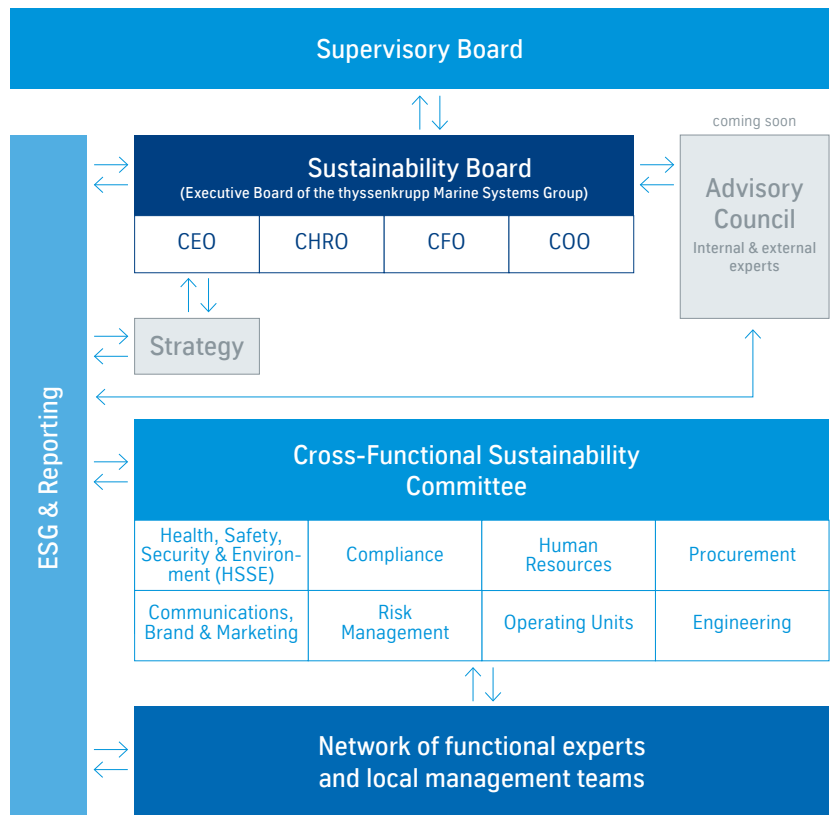 Supervisory Board
coming soon
Sustainability Board
(Executive Board of the thyssenkrupp Marine Systems Group)
CEO
CHRO
CFO
COO
Advisory
Council
Internal & external
experts
Strategy
ESG & Reporting
Cross-Functional Sustainability
Committee
Health, Safety,
Security & Environ-
ment (HSSE)
Compliance
Human
Resources
Procurement
Communications,
Brand & Marketing
Risk
Management
Operating Units
Engineering
Network of functional experts
and local management teams